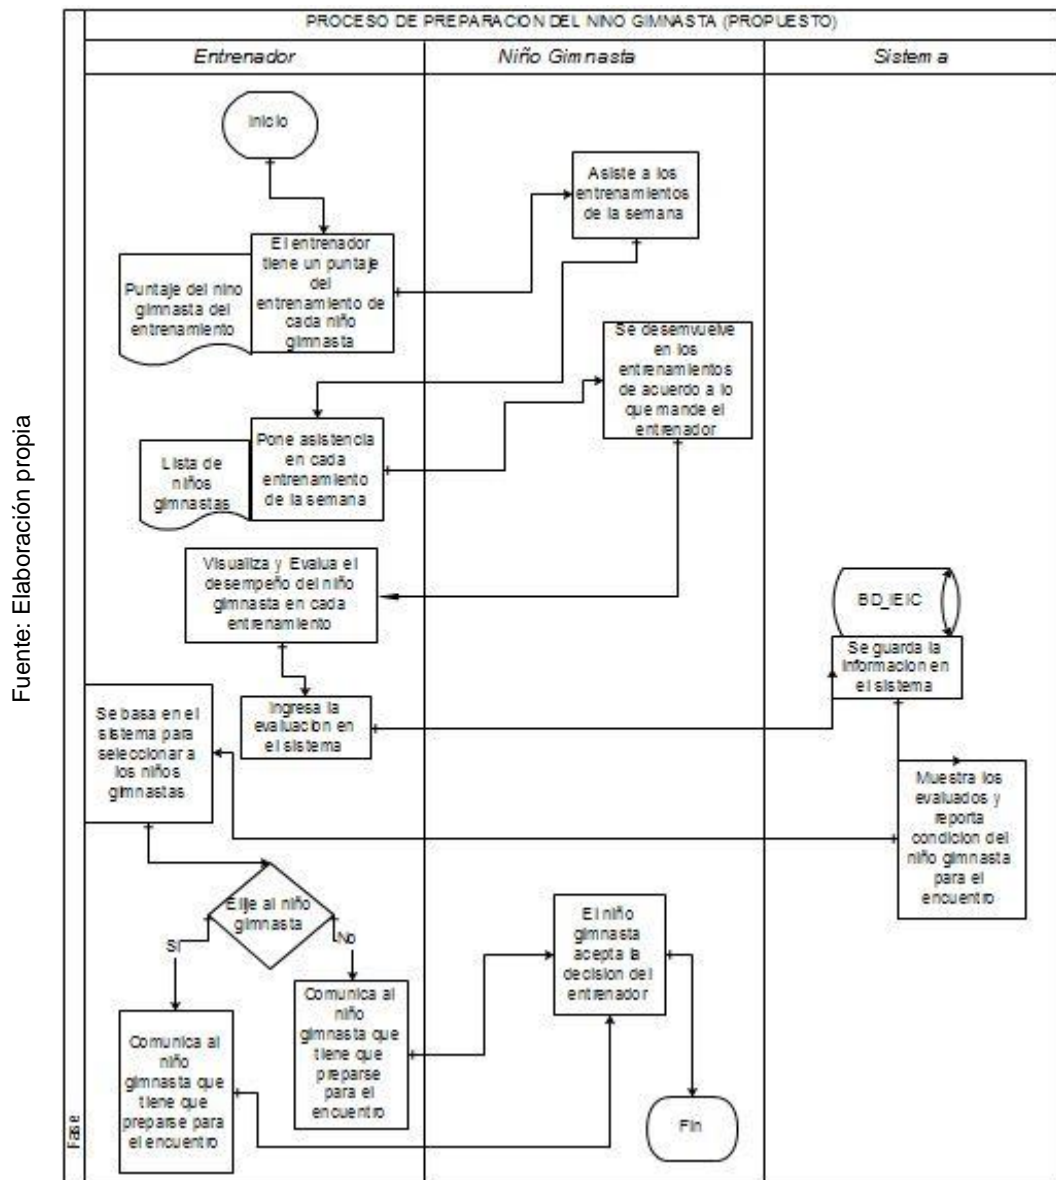 PROCESO DE PREPARACION DEL NINO GIMNASTA (PROPUESTO)
Entrenador
Niño Gimnasta
Sistema
Inicio
Asiste a los
entrenamientos
de la semana
El entrenador
tiene un puntaje
del
entrenamiento de
cada niño
gimnasta
Puntaje del nino
gimnasta del
entrenamiento
Se desemvuelve
en los
entrenamientos
de acuerdo a lo
que mande el
entrenador
Pone asistencia
en cada
entrenamiento
de la semana
Lista de
niños
gimnastas
Visualiza y Evalua el
desempeño del niño
gimnasta en cada
entrenamiento
BD_IEIC
Se guarda la
informacion en
el sistema
Ingresa la
evaluacion en
el sistema
Se basa en el
sistema para
seleccionar a
los niños
gimnastas
Muestra los
evaluados y
reporta
condicion del
niño gimnasta
para el
encuentro
Elije al niño
gimnasta
Si
No
El niño
gimnasta
acepta la
decision del
entrenador
Comunica al
niño
gimnasta que
tiene que
preparse
para el
encuentro
Comunica al
niño
gimnasta que
tiene que
preparse para
el encuentro
Fin
Fase
Fuente: Elaboración propia